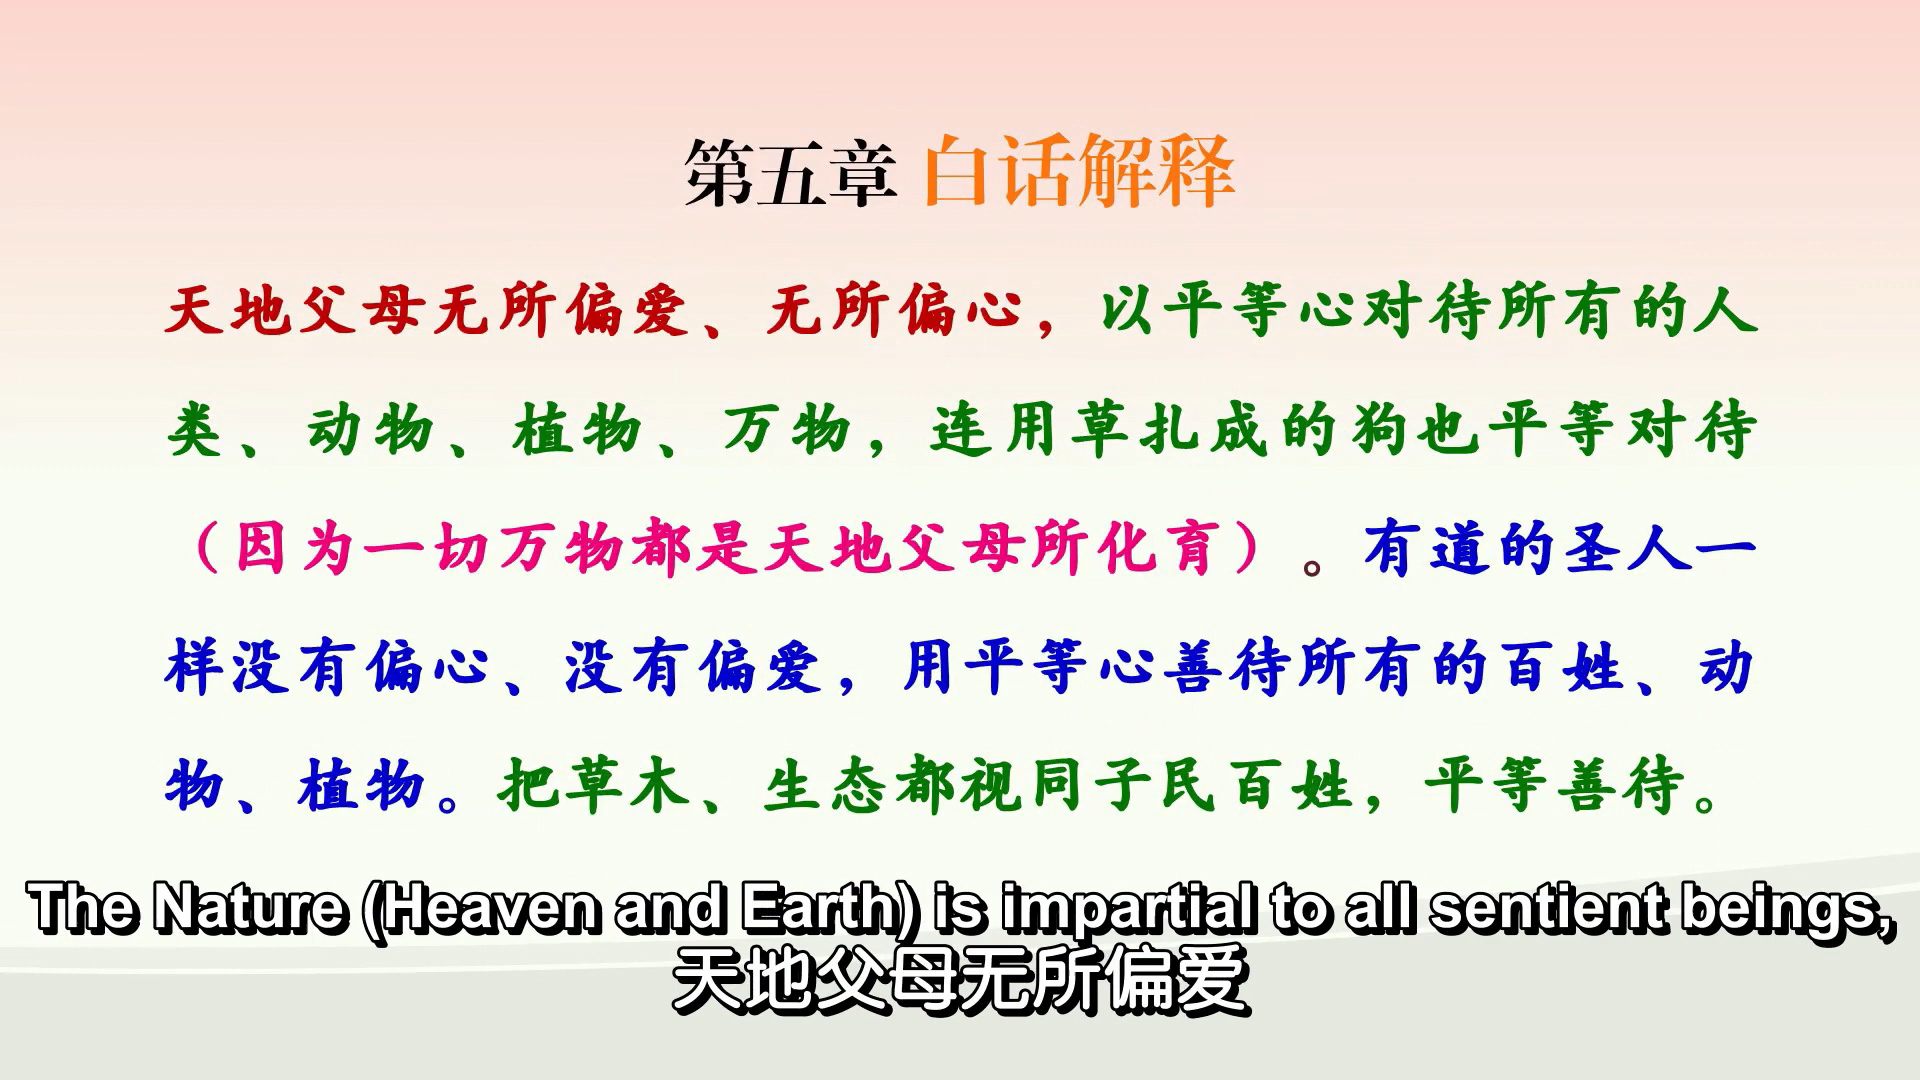 第五章 白话解释
天地父母无所偏爱、无所偏心，以平等心对待所有的人
类、动物、植物、万物，连用草扎成的狗也平等对待
（因为一切万物都是天地父母所化育）。有道的圣人一
样没有偏心、没有偏爱，用平等心善待所有的百姓、动
物、植物。把草木、生态都视同子民百姓，平等善待。
The Nature (Heaven and Earth) is impartial to all sentient beings,
天地父母无所偏爱